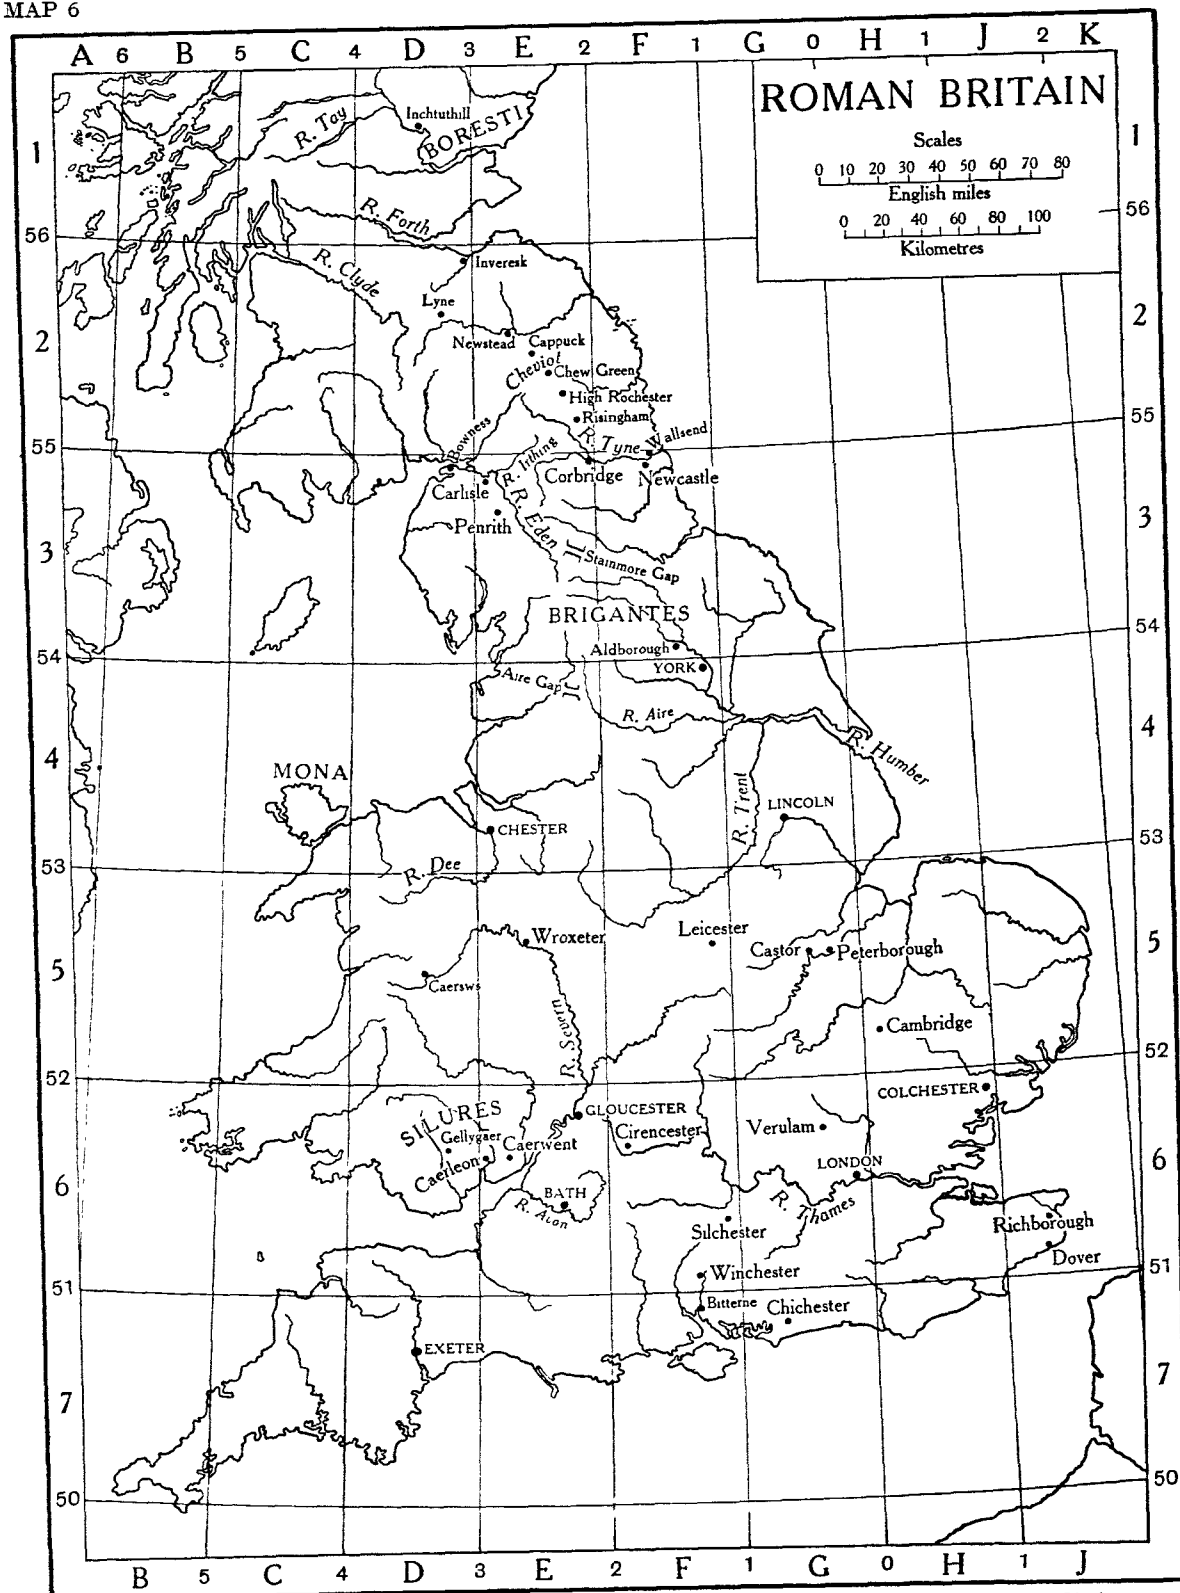 MAP 6
A 6 B 5 C 4 D 3 E 2 F 1 G 0 H 1 J 2 K
ROMAN BRITAIN
Scales
0 10 20 30 40 50 60 70 80
English miles
0 20 40 60 80 100
Kilometres
1
1
Inchtuthill
R. Tay
BORESTI
56
56
R. Forth
R. Clyde
Inveresk
Lyne
2
2
Newstead
Cappuck
Cheviot
Chew Green
High Rochester
Risingham
55
55
Bowness
R. Irthing
R. Tyne
Wallsend
Corbridge
Newcastle
Carlisle
R. Eden
Penrith
3
3
Stainmore Gap
BRIGANTES
Aldborough
54
54
YORK
Aire Gap
R. Aire
4
4
R. Humber
MONA
R. Trent
LINCOLN
CHESTER
53
53
R. Dee
Wroxeter
Leicester
Castor
Peterborough
5
5
Caersws
R. Severn
Cambridge
52
52
COLCHESTER
SILURES
GLOUCESTER
Gellygaer
Caerwent
Cirencester
Verulam
Caerleon
LONDON
6
6
BATH
R. Avon
R. Thames
Silchester
Richborough
Dover
Winchester
51
51
Bitterne
Chichester
EXETER
7
7
50
50
B 5 C 4 D 3 E 2 F 1 G 0 H 1 J